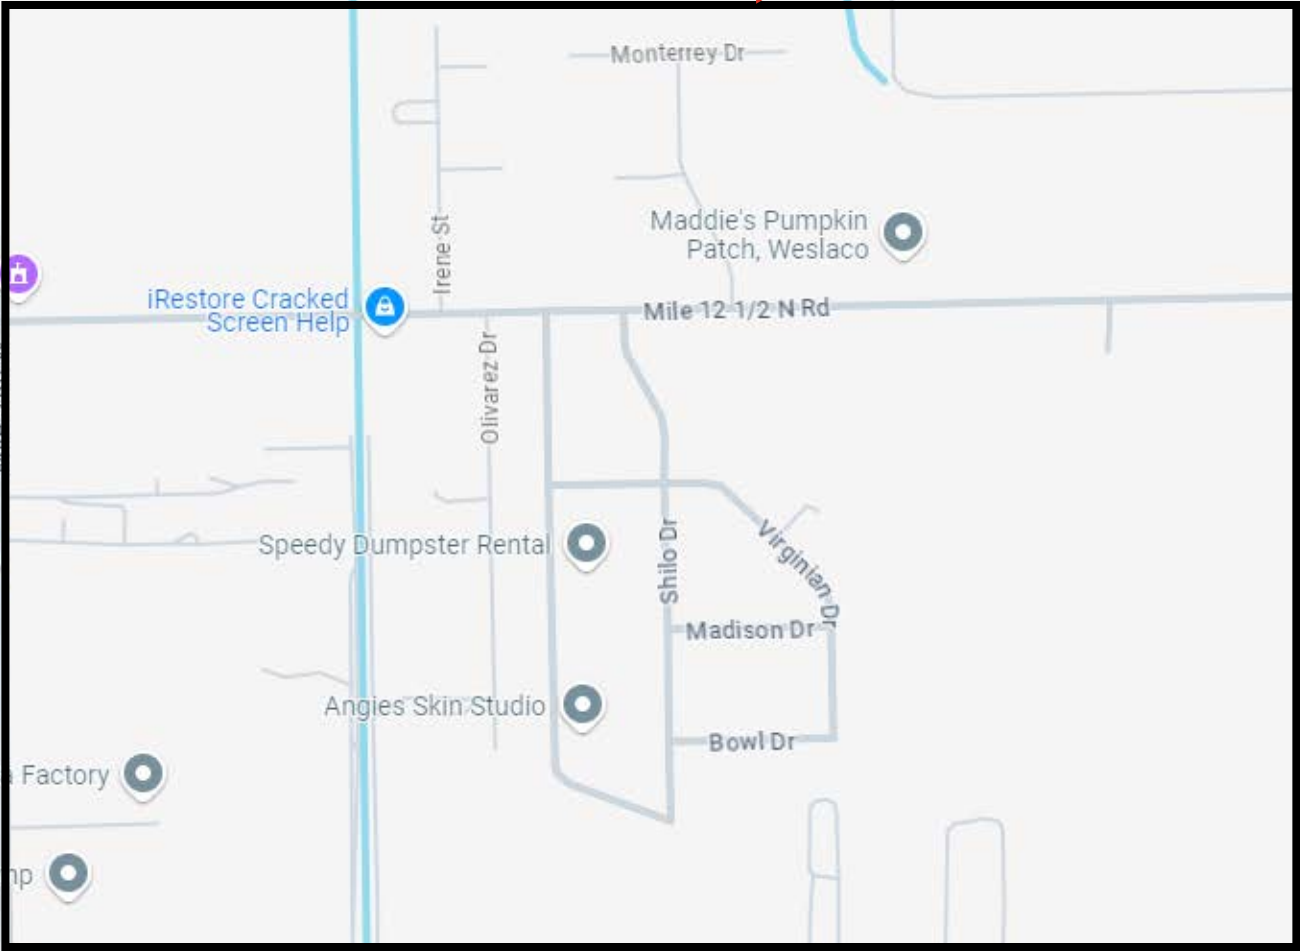 Monterrey Dr
Irene St
Maddie's Pumpkin
Patch, Weslaco
iRestore Cracked
Screen Help
Mile 12 1/2 N Rd
Olivarez Dr
Speedy Dumpster Rental
Shilo Dr
Virginian Dr
Madison Dr
Angies Skin Studio
Bowl Dr
a Factory
np